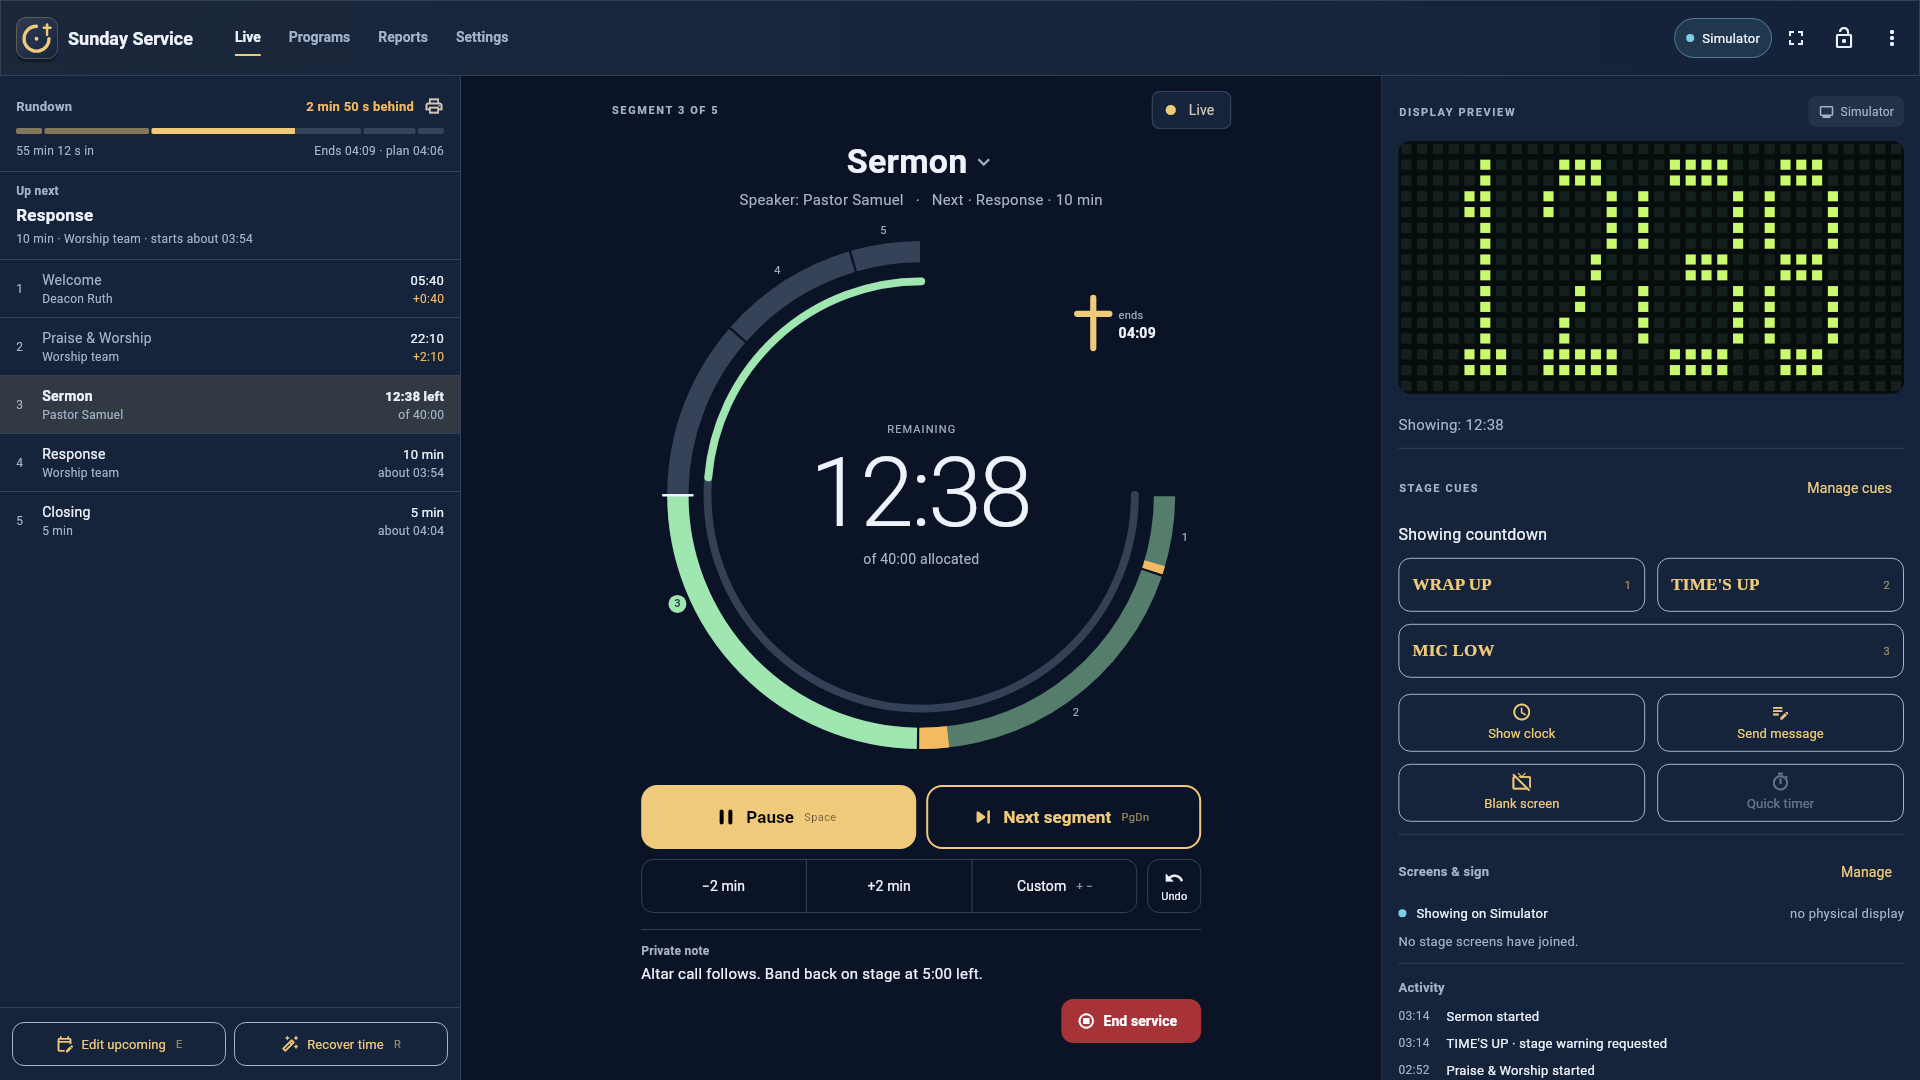 Sunday Service
Live
Programs
Reports
Settings
Simulator
Rundown
2 min 50 s behind
55 min 12 s in
Ends 04:09 · plan 04:06
Up next
Response
10 min · Worship team · starts about 03:54
1
Welcome
05:40
Deacon Ruth
+0:40
2
Praise & Worship
22:10
Worship team
+2:10
3
Sermon
12:38 left
Pastor Samuel
of 40:00
4
Response
10 min
Worship team
about 03:54
5
Closing
5 min
5 min
about 04:04
Edit upcoming E
Recover time R
SEGMENT 3 OF 5
Live
Sermon
Speaker: Pastor Samuel · Next · Response · 10 min
5
4
ends
04:09
REMAINING
12:38
of 40:00 allocated
1
3
2
Pause Space
Next segment PgDn
−2 min
+2 min
Custom + −
Undo
Private note
Altar call follows. Band back on stage at 5:00 left.
End service
DISPLAY PREVIEW
Simulator
12:38
Showing: 12:38
STAGE CUES
Manage cues
Showing countdown
WRAP UP 1
TIME'S UP 2
MIC LOW 3
Show clock
Send message
Blank screen
Quick timer
Screens & sign
Manage
Showing on Simulator
no physical display
No stage screens have joined.
Activity
03:14 Sermon started
03:14 TIME'S UP · stage warning requested
02:52 Praise & Worship started